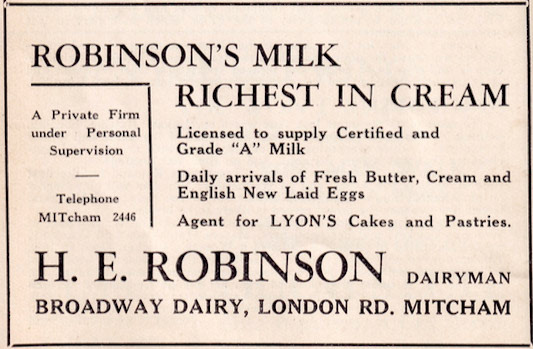 ROBINSON'S MILK
RICHEST IN CREAM
A Private Firm
under Personal
Supervision
—
Telephone
MITcham 2446
Licensed to supply Certified and
Grade "A" Milk
Daily arrivals of Fresh Butter, Cream and
English New Laid Eggs
Agent for LYON'S Cakes and Pastries.
H. E. ROBINSON DAIRYMAN
BROADWAY DAIRY, LONDON RD. MITCHAM